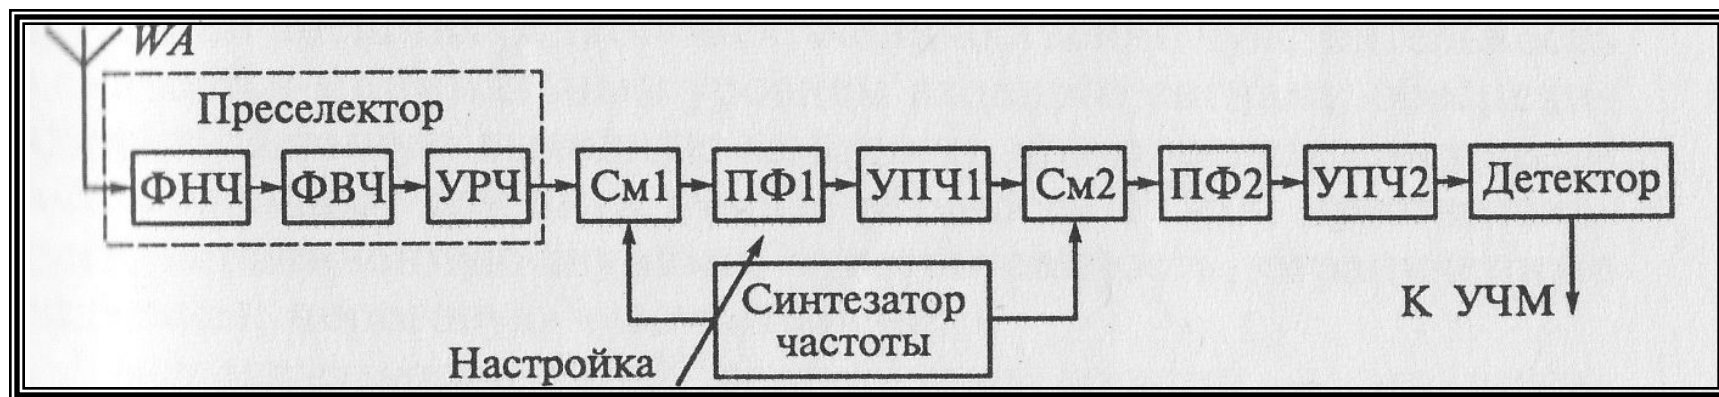 WA
Преселектор
ФНЧ
ФВЧ
УРЧ
См1
ПФ1
УПЧ1
См2
ПФ2
УПЧ2
Детектор
Синтезатор
частоты
К УЧМ
Настройка